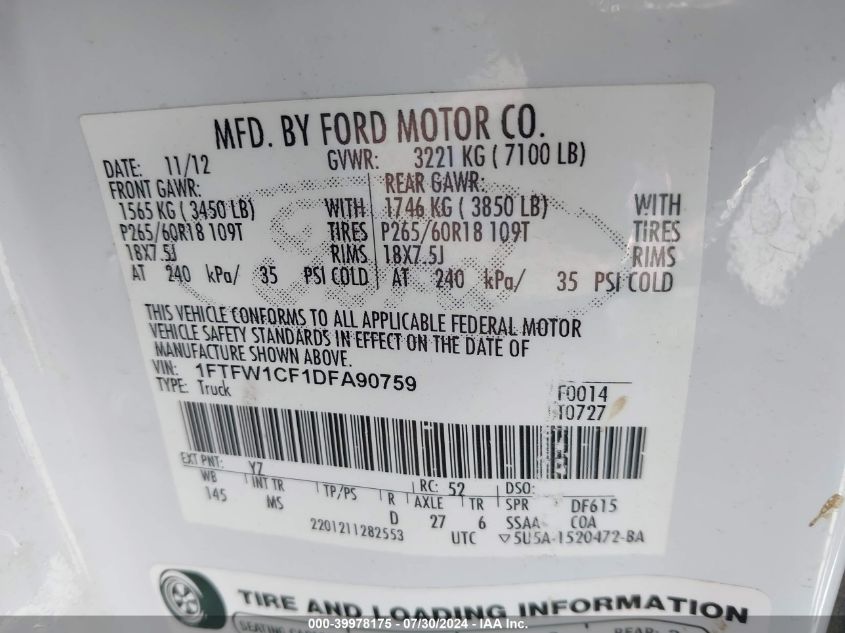 MFD. BY FORD MOTOR CO.
DATE: 11/12 GVWR: 3221 KG ( 7100 LB)
FRONT GAWR: REAR GAWR:
1565 KG ( 3450 LB) WITH 1746 KG ( 3850 LB) WITH
P265/60R18 109T TIRES P265/60R18 109T TIRES
18X7.5J RIMS 18X7.5J RIMS
AT 240 kPa/ 35 PSI COLD AT 240 kPa/ 35 PSI COLD
THIS VEHICLE CONFORMS TO ALL APPLICABLE FEDERAL MOTOR
VEHICLE SAFETY STANDARDS IN EFFECT ON THE DATE OF
MANUFACTURE SHOWN ABOVE.
VIN: 1FTFW1CF1DFA90759
TYPE: Truck
F0014
T0727
EXT PNT: YZ RC: 52 DSO:
WB INT TR TP/PS R AXLE TR SPR DF615
145 MS D 27 6 SSAA COA
2201211282553 UTC ▽5U5A-1520472-BA
TIRE AND LOADING INFORMATION
IAA-000--39978175 - 07/30/2024 - IAA Inc.